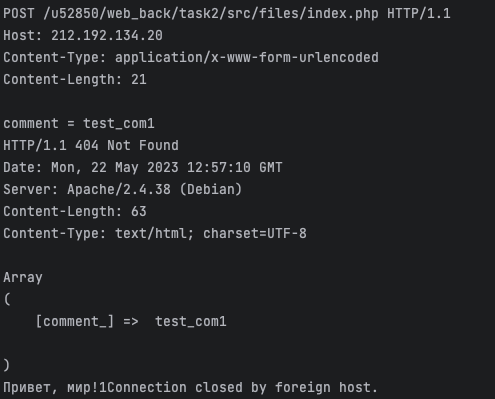 POST /u52850/web_back/task2/src/files/index.php HTTP/1.1
Host: 212.192.134.20
Content-Type: application/x-www-form-urlencoded
Content-Length: 21

comment = test_com1
HTTP/1.1 404 Not Found
Date: Mon, 22 May 2023 12:57:10 GMT
Server: Apache/2.4.38 (Debian)
Content-Length: 63
Content-Type: text/html; charset=UTF-8

Array
(
    [comment_] =>  test_com1

)
Привет, мир!1Connection closed by foreign host.